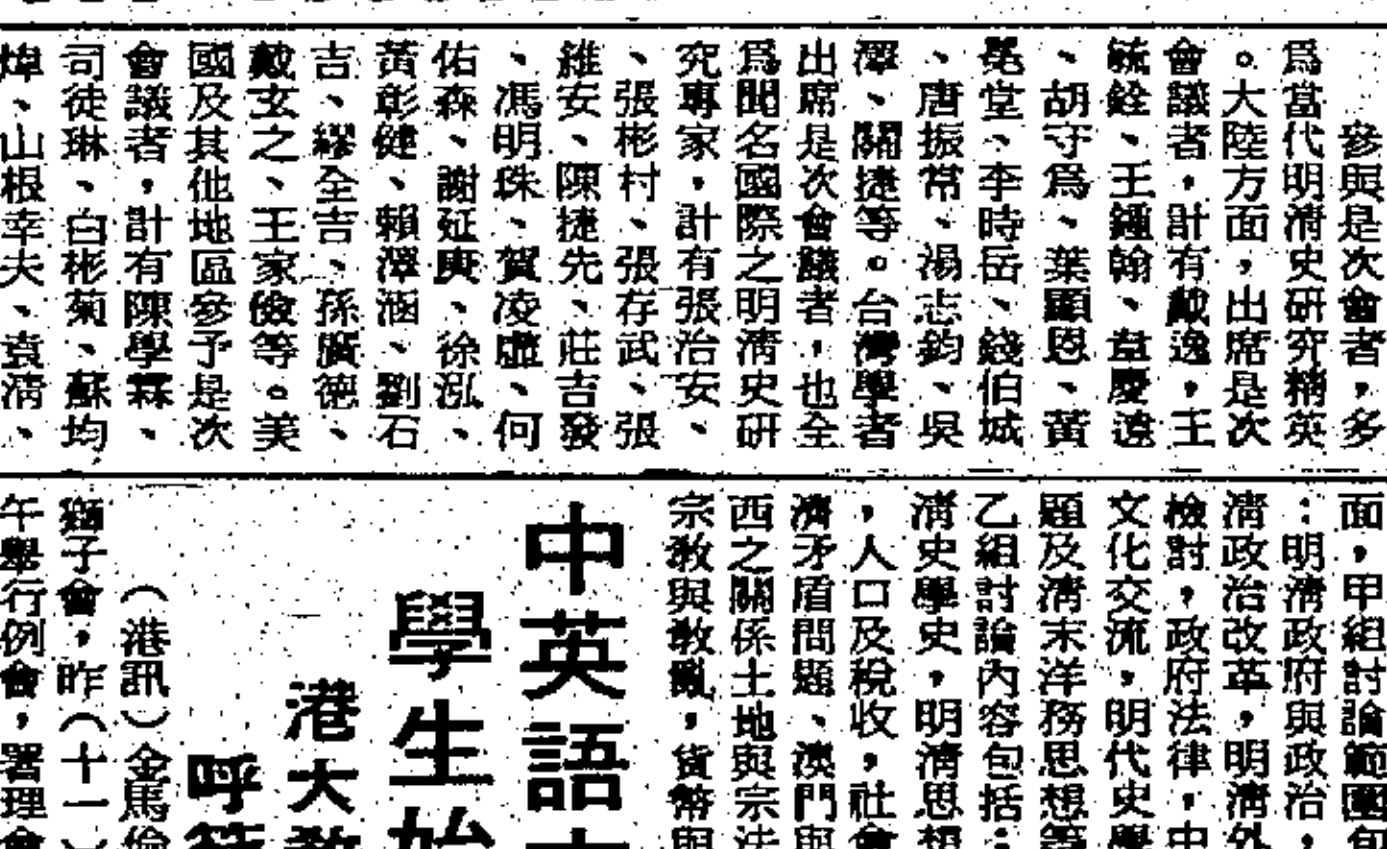 參與是次會者，多
爲當代明清史研究精英
。大陸方面，出席是次
會議者，計有戴逸，王
毓銓、王鍾翰、韋慶遠
、胡守爲、葉顯恩、黃
冕堂、李時岳、錢伯城
、唐振常、湯志鈞、吳
澤、關捷等。台灣學者
出席是次會議者，也全
爲聞名國際之明清史研
究專家，計有張治安、
、張彬村、張存武、張
維安、陳捷先、莊吉發
、馮明珠、賀凌虛、何
佑森、謝延庚、徐泓、
黃彰健、賴澤涵、劉石
吉、繆全吉、孫廣德、
戴玄之、王家儉等。美
國及其他地區參予是次
會議者，計有陳學霖、
司徒琳、白彬菊、蘇均
煒、山根幸夫、袁清、
面，甲組討論範圍包
：明清政府與政治，
清政治改革，明清外
檢討，政府法律，中
文化交流，明代史學
題及清末洋務思想等
乙組討論內容包括：
清史學史，明清思想
，人口及稅收，社會
濟矛盾問題、澳門與
西之關係土地與宗法
宗教與教亂，貨幣與
中英語
學生始
港大教
呼籲
（港訊）金馬倫
獅子會，昨（十一）
午舉行例會，署理會